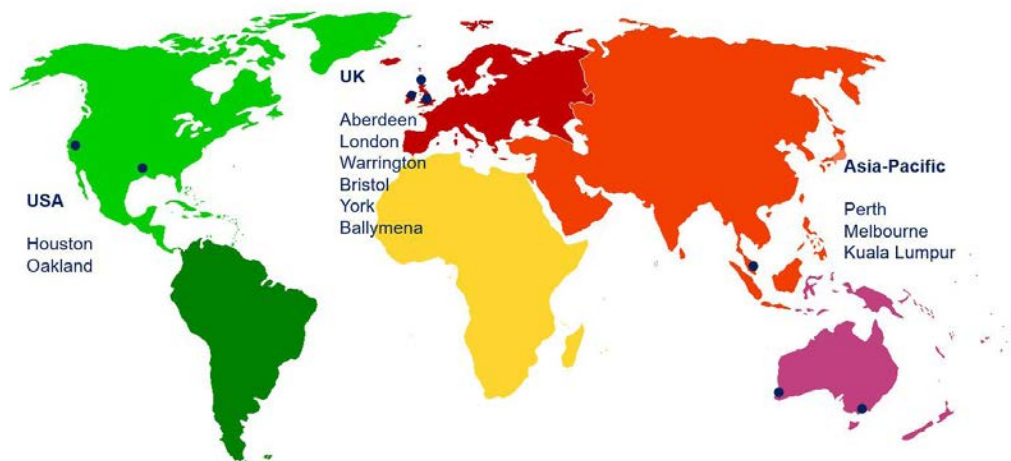 UK
Aberdeen
London
Warrington
Bristol
York
Ballymena
USA
Houston
Oakland
Asia-Pacific
Perth
Melbourne
Kuala Lumpur